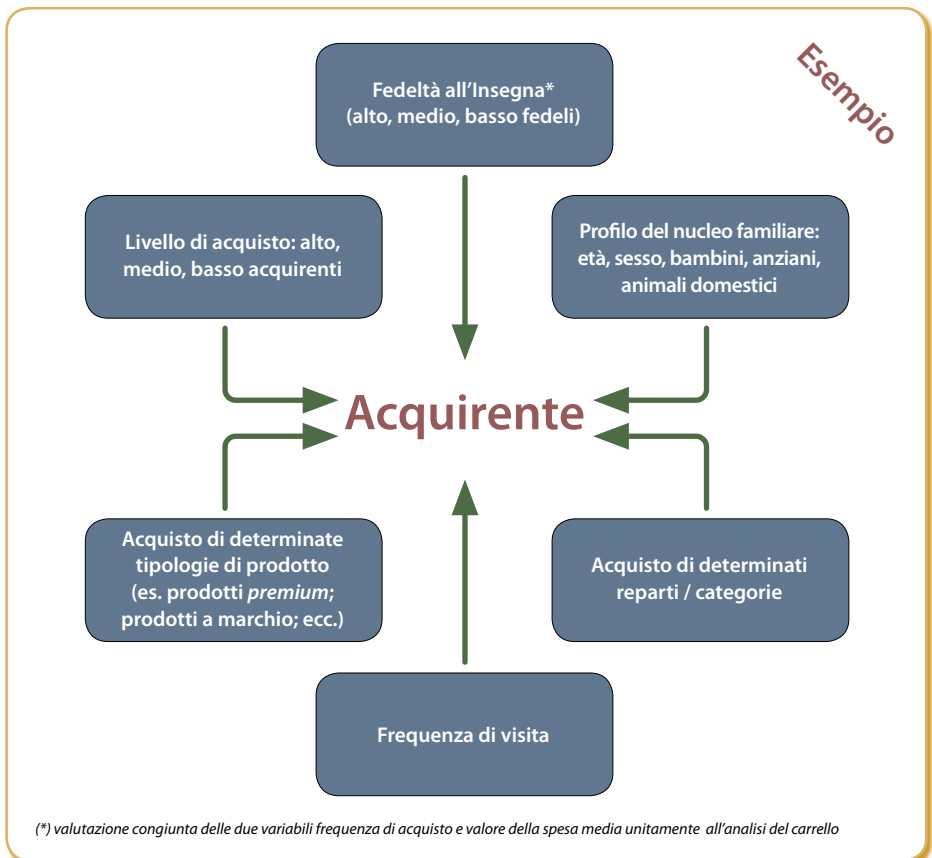 Esempio
Fedeltà all'Insegna*
(alto, medio, basso fedeli)
Livello di acquisto: alto,
medio, basso acquirenti
Profilo del nucleo familiare:
età, sesso, bambini, anziani,
animali domestici
Acquirente
Acquisto di determinate
tipologie di prodotto
(es. prodotti premium;
prodotti a marchio; ecc.)
Acquisto di determinati
reparti / categorie
Frequenza di visita
(*) valutazione congiunta delle due variabili frequenza di acquisto e valore della spesa media unitamente all'analisi del carrello